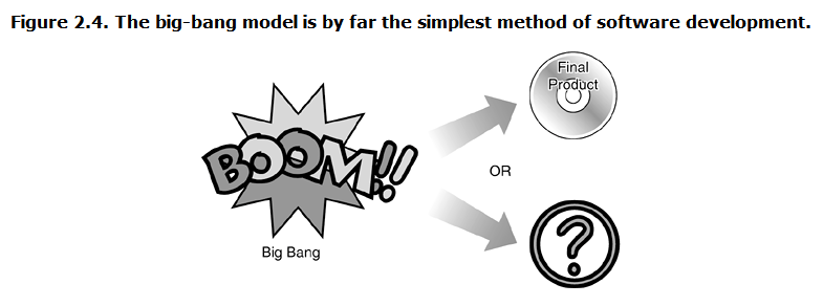 Figure 2.4. The big-bang model is by far the simplest method of software development.
BOOM!!
Big Bang
Final
Product
OR
?